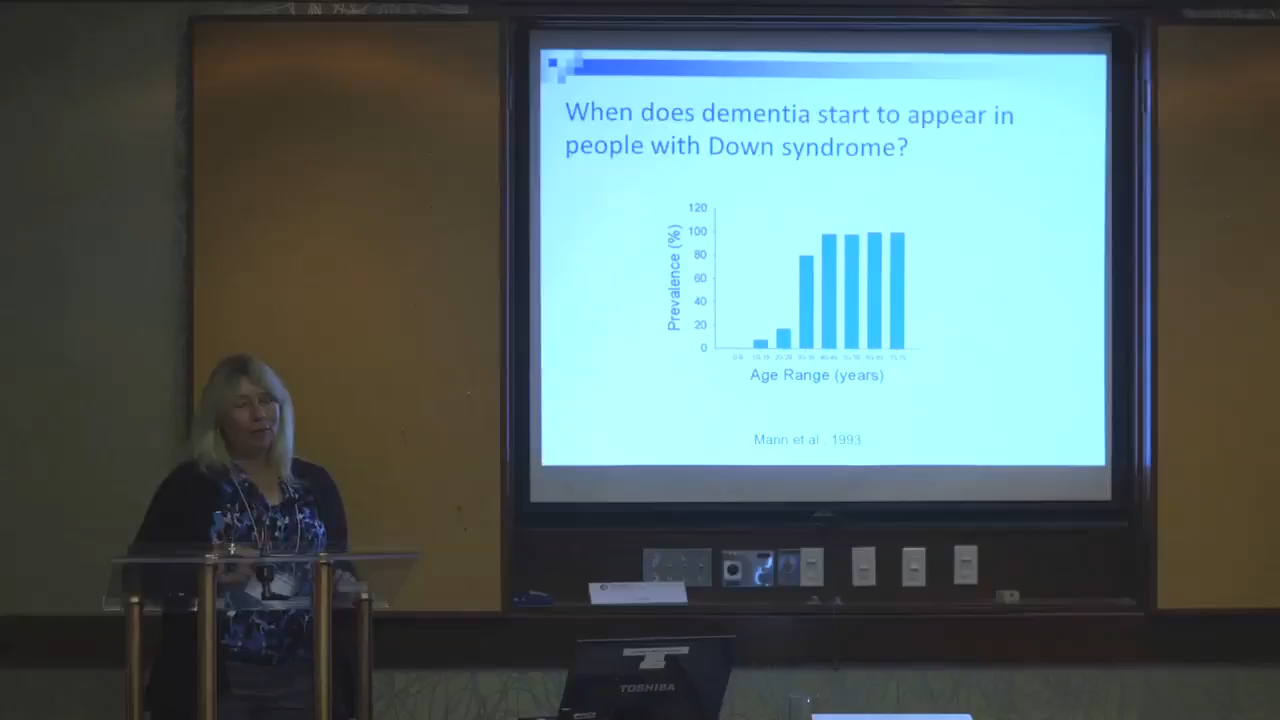 When does dementia start to appear in
people with Down syndrome?
120
100
80
60
40
20
0
Prevalence (%)
Age Range (years)
Mann et al., 1993
TOSHIBA